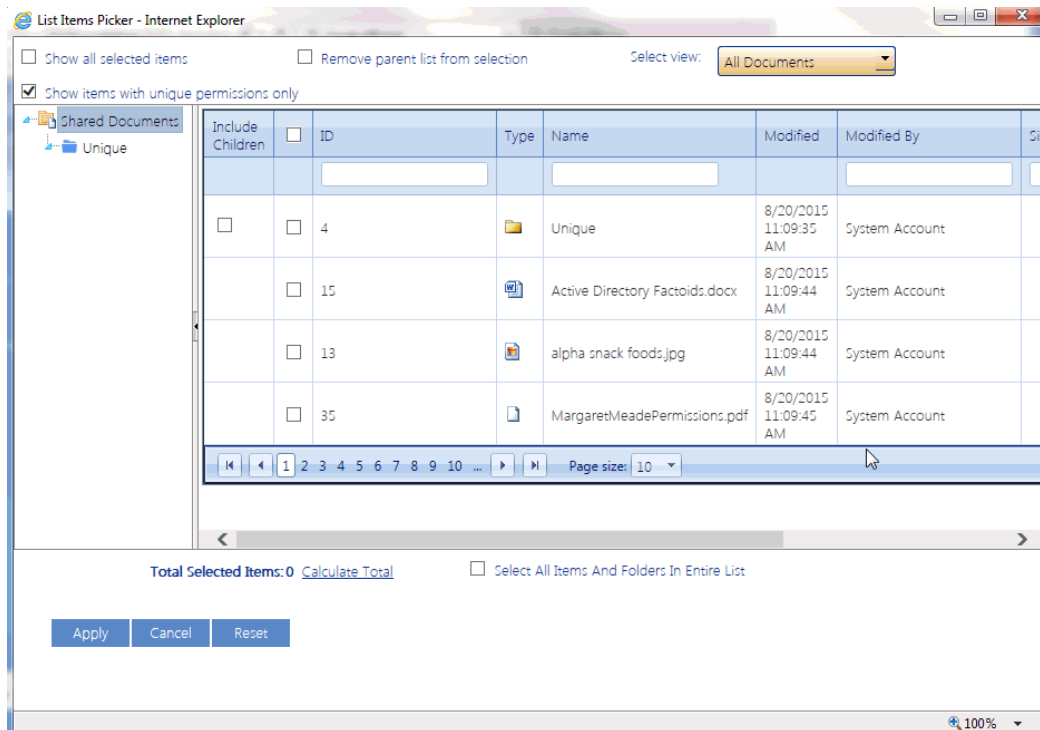 List Items Picker - Internet Explorer
Show all selected items
Remove parent list from selection
Select view:
All Documents
Show items with unique permissions only
Shared Documents
Unique
Include Children
ID
Type
Name
Modified
Modified By
4
Unique
8/20/2015 11:09:35 AM
System Account
15
Active Directory Factoids.docx
8/20/2015 11:09:44 AM
System Account
13
alpha snack foods.jpg
8/20/2015 11:09:44 AM
System Account
35
MargaretMeadePermissions.pdf
8/20/2015 11:09:45 AM
System Account
1 2 3 4 5 6 7 8 9 10 ...
Page size: 10
Total Selected Items: 0 Calculate Total
Select All Items And Folders In Entire List
Apply
Cancel
Reset
100%